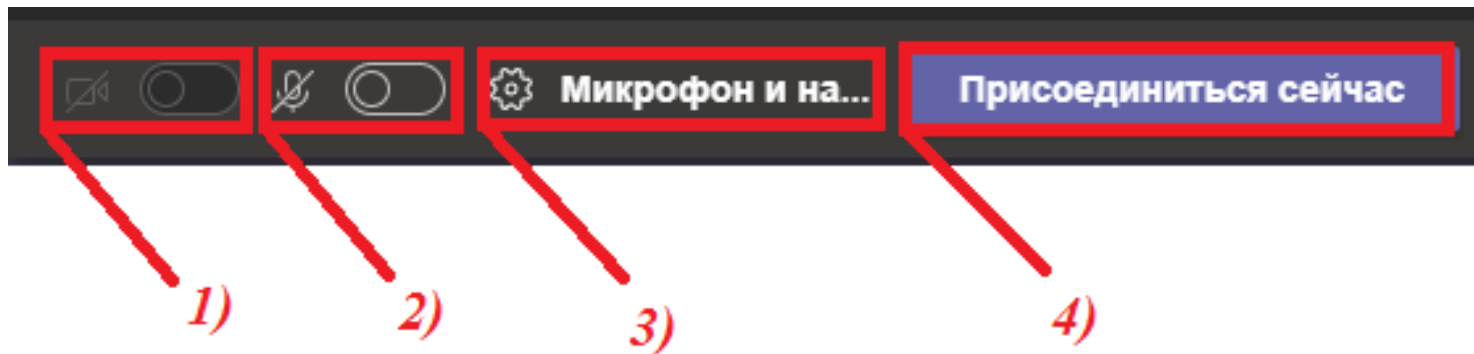 Микрофон и на... Присоединиться сейчас
1) 2) 3) 4)